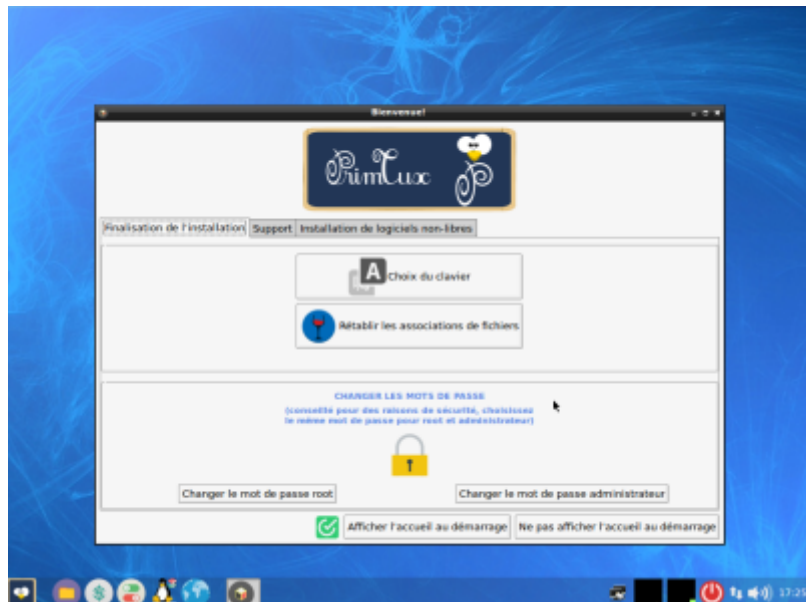 Bienvenue!
PrimTux
Finalisation de l'installation Support Installation de logiciels non-libres
A
Choix du clavier
Rétablir les associations de fichiers
CHANGER LES MOTS DE PASSE
(conseillé pour des raisons de sécurité, choisissez
le même mot de passe pour root et administrateur)
Changer le mot de passe root Changer le mot de passe administrateur
Afficher l'accueil au démarrage Ne pas afficher l'accueil au démarrage